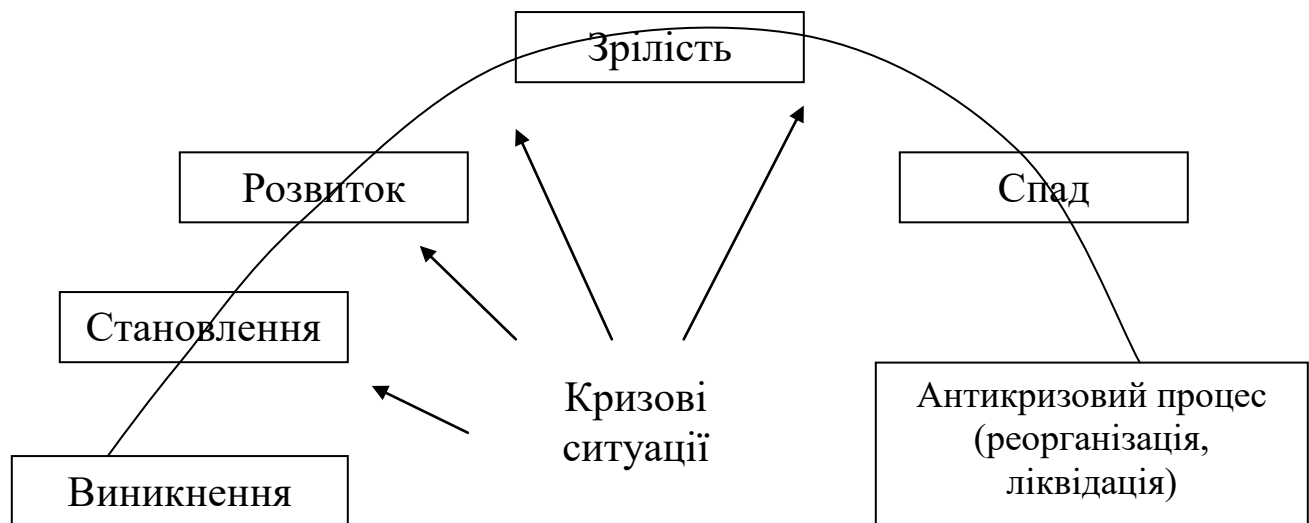 Зрілість
Розвиток
Спад
Становлення
Кризові
ситуації
Антикризовий процес
(реорганізація,
ліквідація)
Виникнення